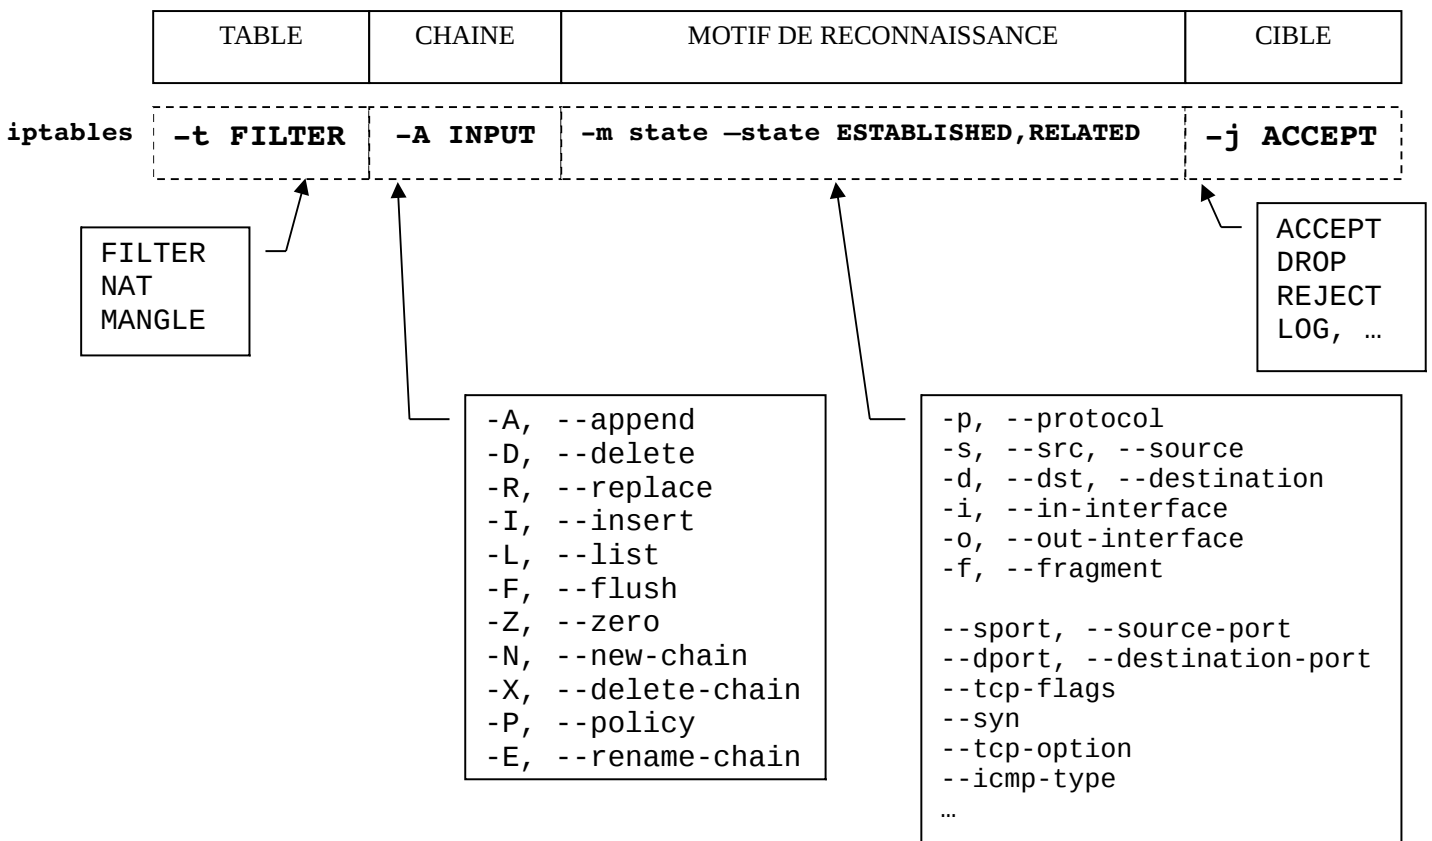 TABLE CHAINE MOTIF DE RECONNAISSANCE CIBLE
iptables –t FILTER –A INPUT –m state —state ESTABLISHED,RELATED –j ACCEPT
FILTER
NAT
MANGLE
ACCEPT
DROP
REJECT
LOG, …
-A, --append
-D, --delete
-R, --replace
-I, --insert
-L, --list
-F, --flush
-Z, --zero
-N, --new-chain
-X, --delete-chain
-P, --policy
-E, --rename-chain
-p, --protocol
-s, --src, --source
-d, --dst, --destination
-i, --in-interface
-o, --out-interface
-f, --fragment
--sport, --source-port
--dport, --destination-port
--tcp-flags
--syn
--tcp-option
--icmp-type
…